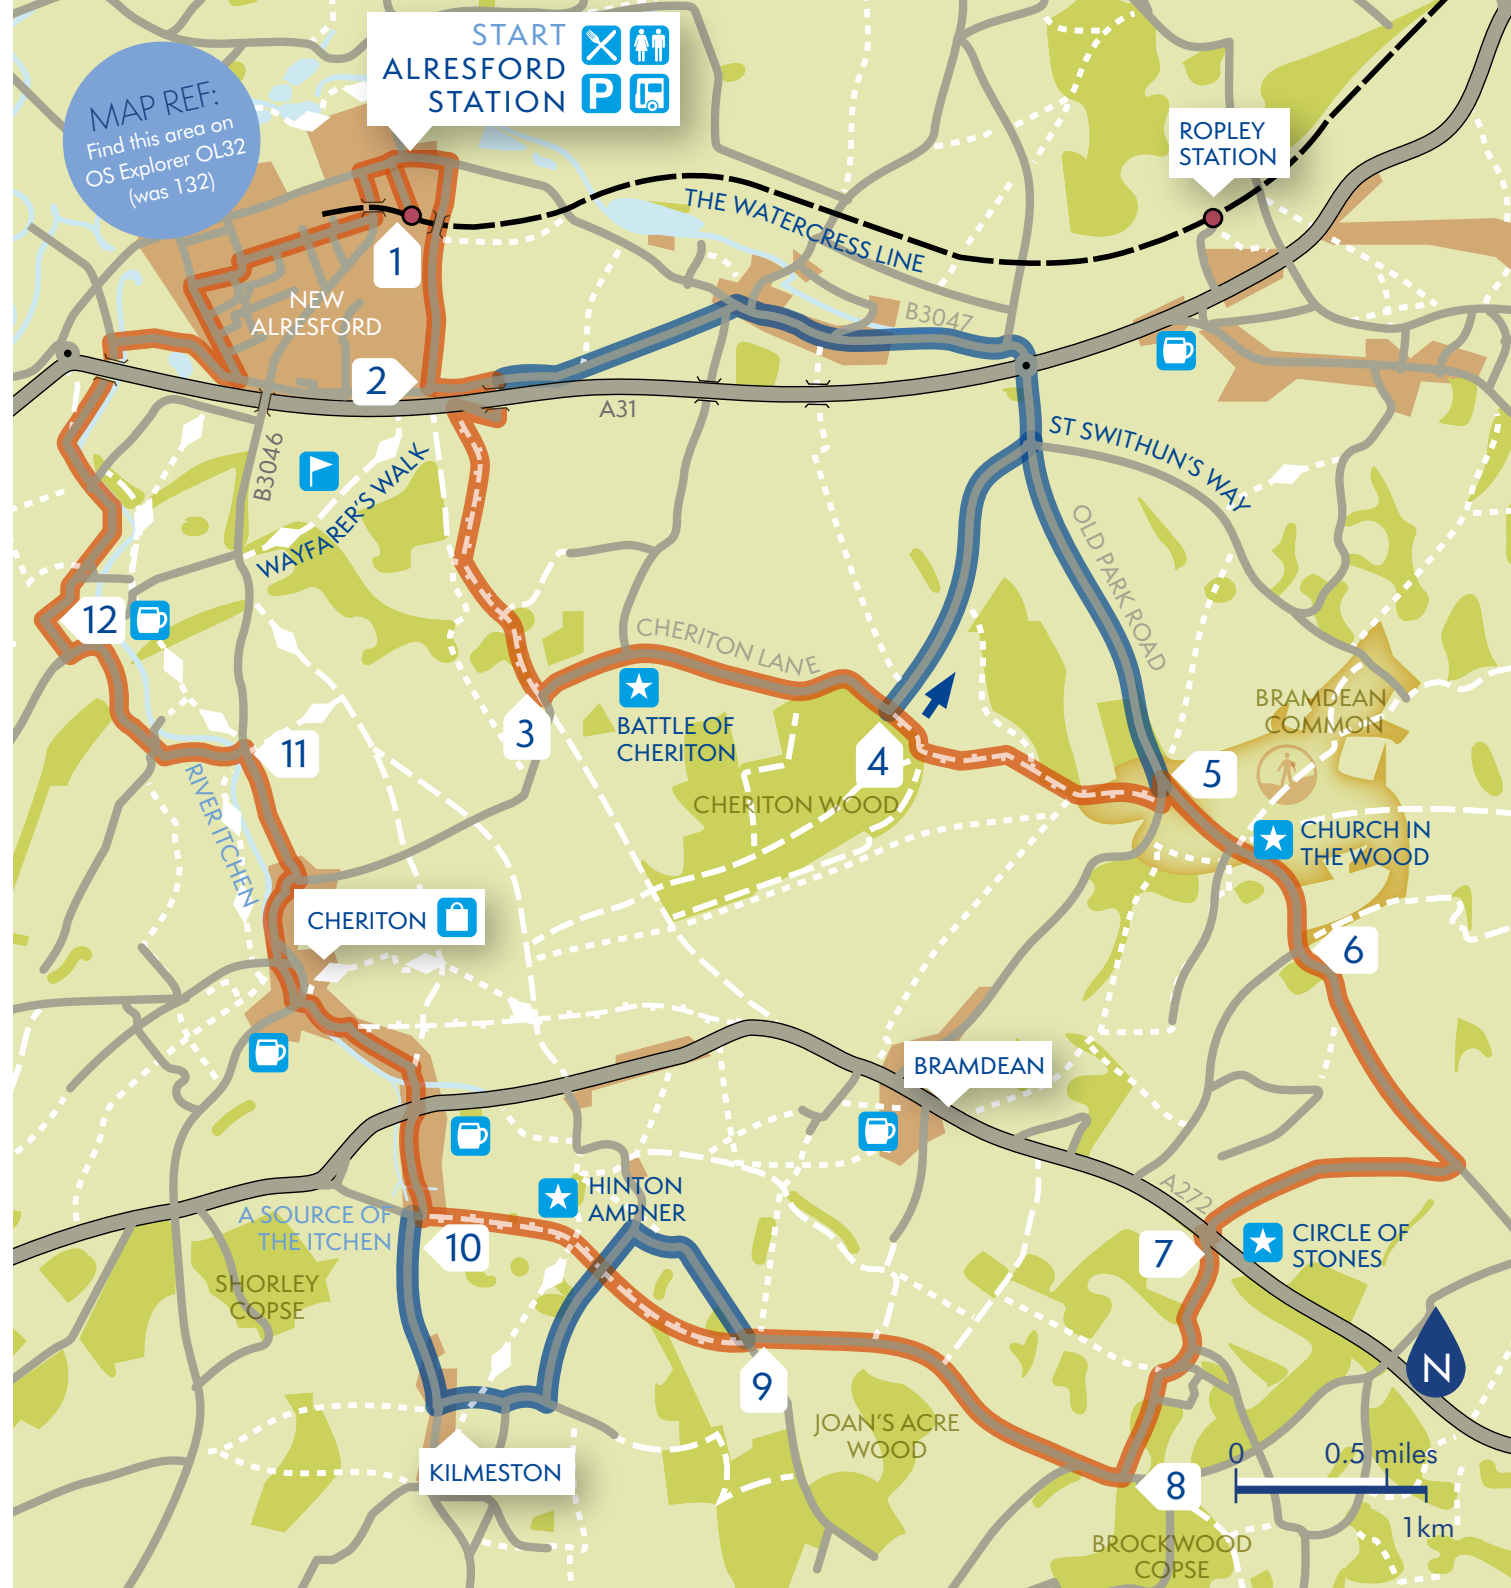 START
ALRESFORD
STATION
P
MAP REF:
Find this area on
OS Explorer OL32
(was 132)
ROPLEY
STATION
THE WATERCRESS LINE
1
NEW
ALRESFORD
B3047
2
A31
ST SWITHUN'S WAY
B3046
WAYFARER'S WALK
OLD PARK ROAD
12
CHERITON LANE
BATTLE OF
CHERITON
3
BRAMDEAN
COMMON
11
4
5
RIVER ITCHEN
CHERITON WOOD
CHURCH IN
THE WOOD
CHERITON
6
BRAMDEAN
A272
HINTON
AMPNER
A SOURCE OF
THE ITCHEN
10
7
CIRCLE OF
STONES
SHORLEY
COPSE
N
9
JOAN'S ACRE
WOOD
KILMESTON
8
0 0.5 miles
1km
BROCKWOOD
COPSE